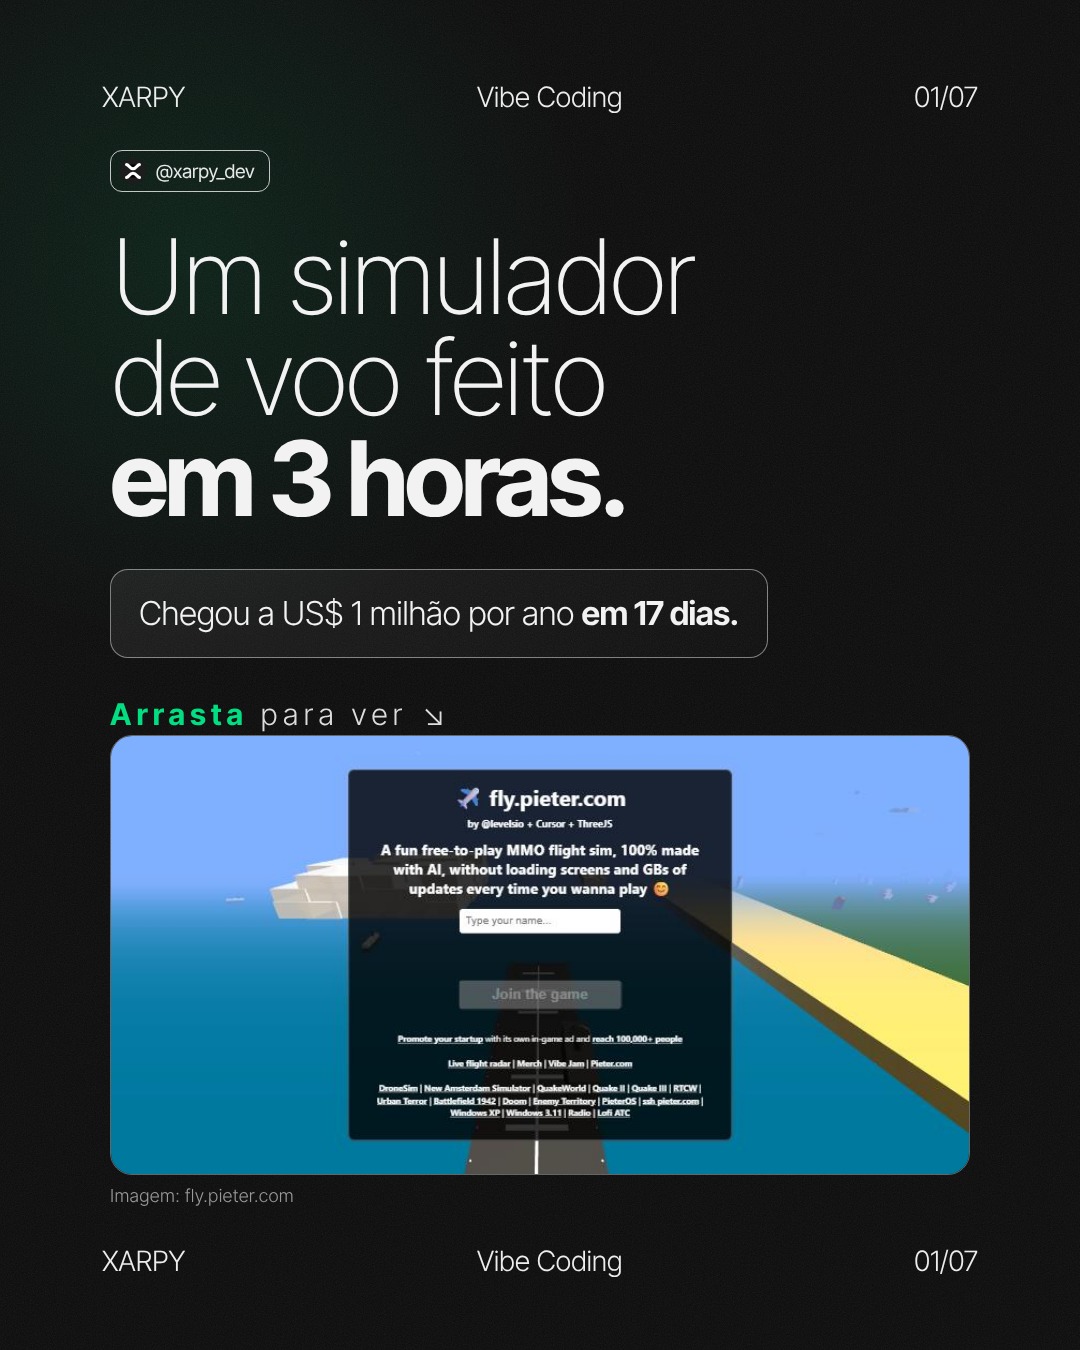 XARPY Vibe Coding 01/07
@xarpy_dev
Um simulador
de voo feito
em 3 horas.
Chegou a US$ 1 milhão por ano em 17 dias.
Arrasta para ver ↘
✈️ fly.pieter.com
by @levelsio + Cursor + ThreeJS
A fun free-to-play MMO flight sim, 100% made
with AI, without loading screens and GBs of
updates every time you wanna play 😊
Type your name...
Join the game
Promote your startup with its own in-game ad and reach 100,000+ people
Live flight radar | Merch | Vibe Jam | Pieter.com
DroneSim | New Amsterdam Simulator | QuakeWorld | Quake II | Quake III | RTCW |
Urban Terror | Battlefield 1942 | Doom | Enemy Territory | PieterOS | ssh pieter.com |
Windows XP | Windows 3.11 | Radio | Lofi ATC
Imagem: fly.pieter.com
XARPY Vibe Coding 01/07